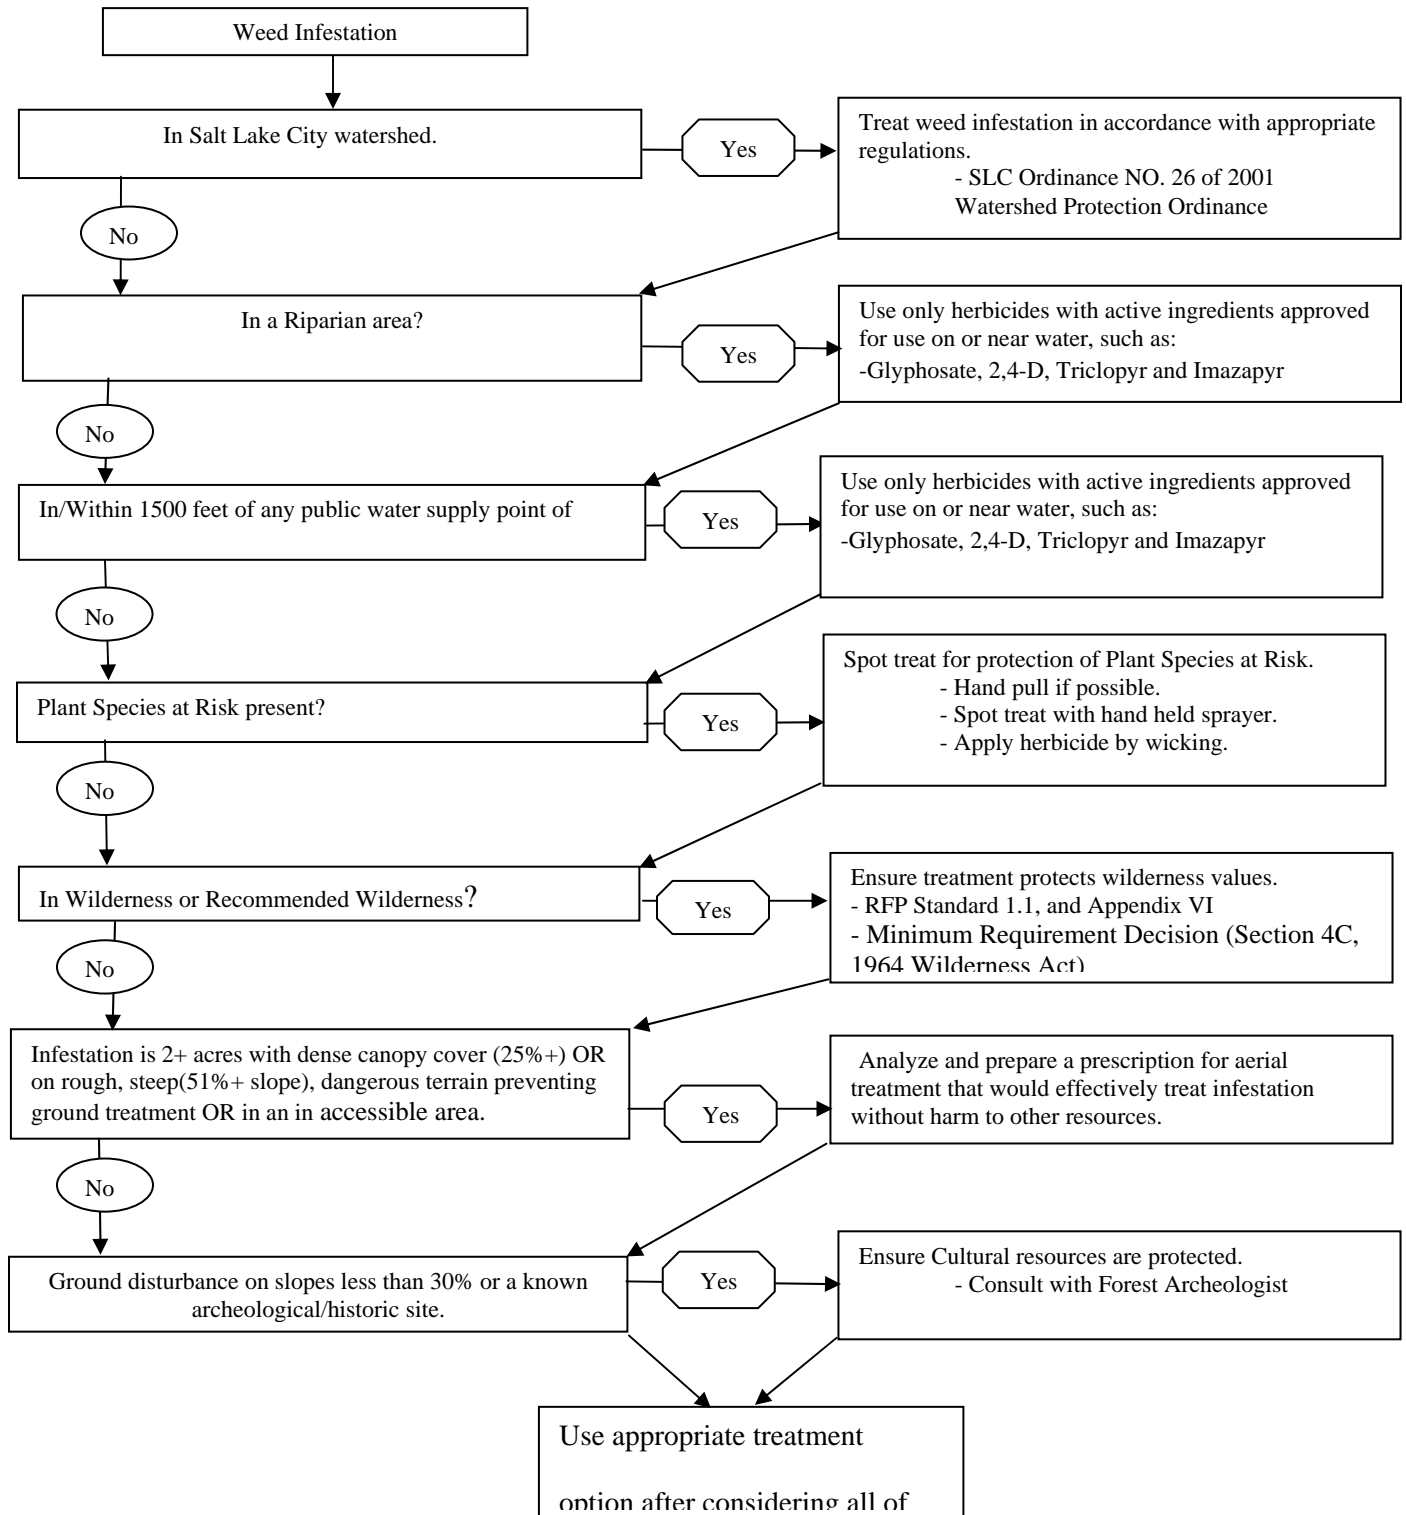 Weed Infestation
In Salt Lake City watershed.
Yes
Treat weed infestation in accordance with appropriate
regulations.
- SLC Ordinance NO. 26 of 2001
Watershed Protection Ordinance
No
In a Riparian area?
Yes
Use only herbicides with active ingredients approved
for use on or near water, such as:
-Glyphosate, 2,4-D, Triclopyr and Imazapyr
No
In/Within 1500 feet of any public water supply point of
Yes
Use only herbicides with active ingredients approved
for use on or near water, such as:
-Glyphosate, 2,4-D, Triclopyr and Imazapyr
No
Plant Species at Risk present?
Yes
Spot treat for protection of Plant Species at Risk.
- Hand pull if possible.
- Spot treat with hand held sprayer.
- Apply herbicide by wicking.
No
In Wilderness or Recommended Wilderness?
Yes
Ensure treatment protects wilderness values.
- RFP Standard 1.1, and Appendix VI
- Minimum Requirement Decision (Section 4C,
1964 Wilderness Act)
No
Infestation is 2+ acres with dense canopy cover (25%+) OR
on rough, steep(51%+ slope), dangerous terrain preventing
ground treatment OR in an in accessible area.
Yes
Analyze and prepare a prescription for aerial
treatment that would effectively treat infestation
without harm to other resources.
No
Ground disturbance on slopes less than 30% or a known
archeological/historic site.
Yes
Ensure Cultural resources are protected.
- Consult with Forest Archeologist
Use appropriate treatment
option after considering all of